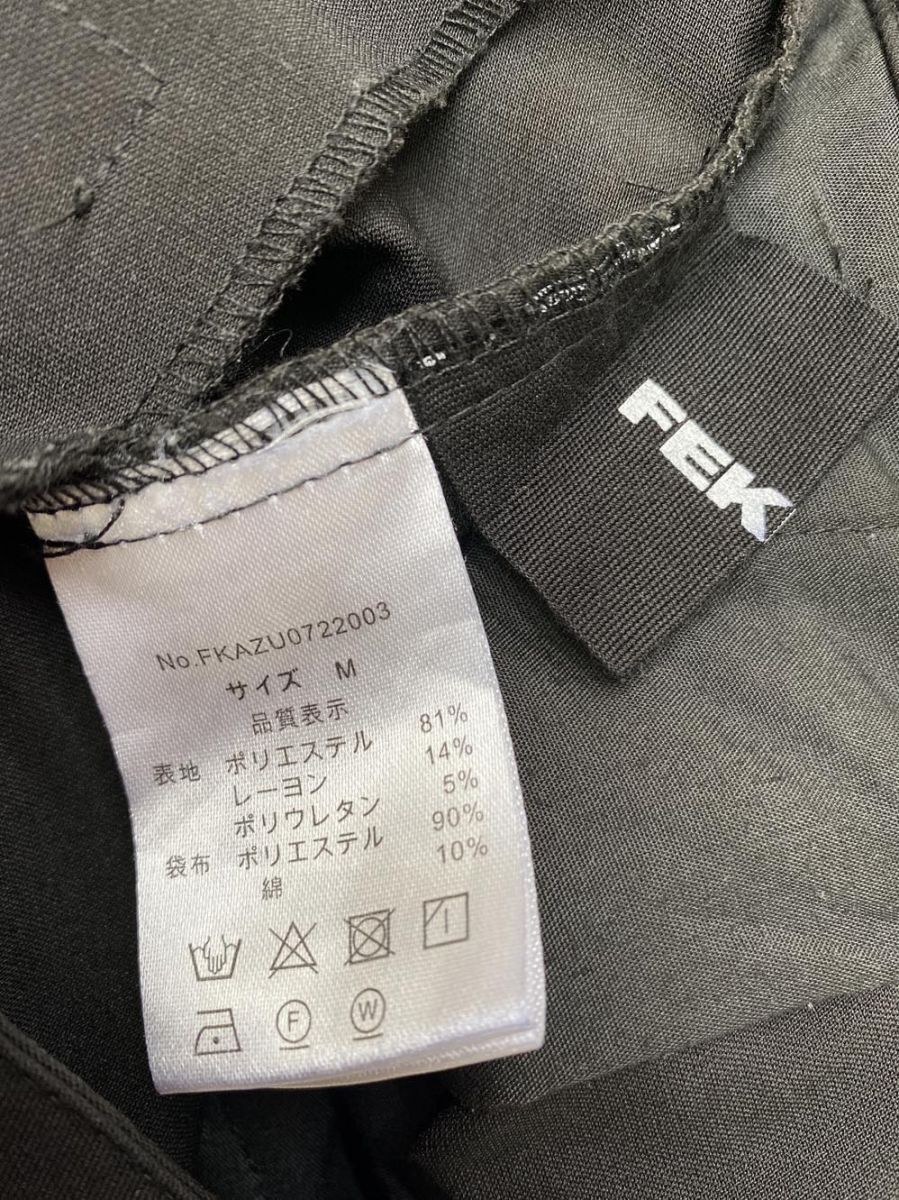 FEK
No.FKAZU0722003
サイズ M
品質表示
表地 ポリエステル 81%
レーヨン 14%
ポリウレタン 5%
袋布 ポリエステル 90%
綿 10%
F W